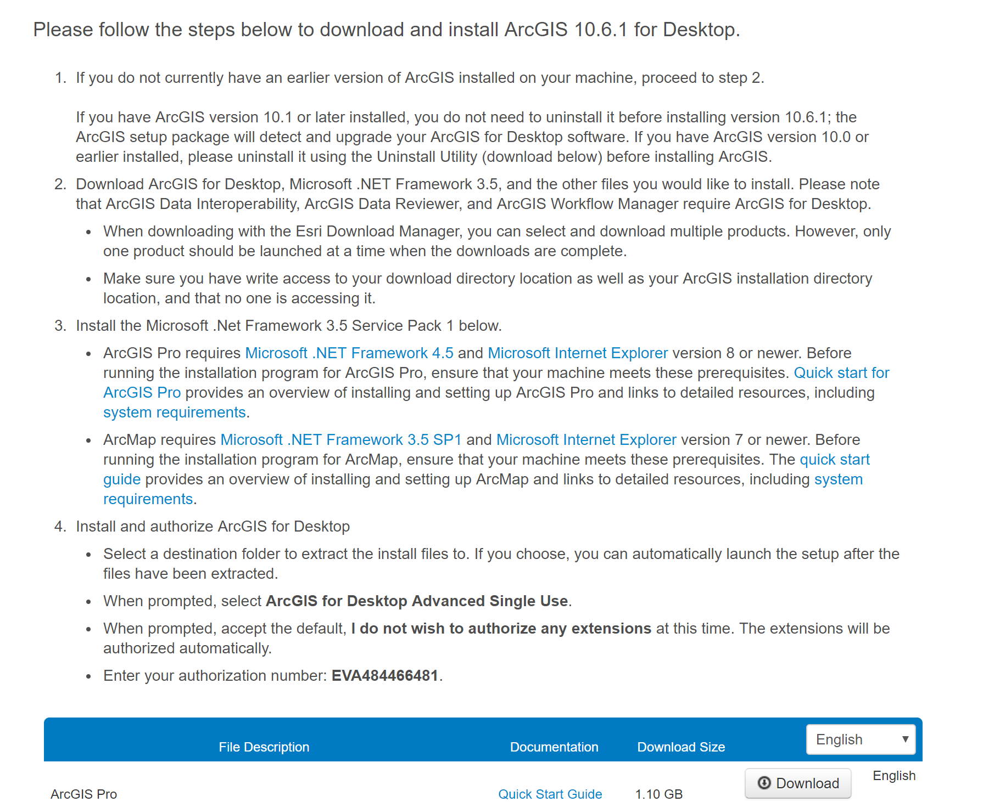 Please follow the steps below to download and install ArcGIS 10.6.1 for Desktop.
1. If you do not currently have an earlier version of ArcGIS installed on your machine, proceed to step 2.
If you have ArcGIS version 10.1 or later installed, you do not need to uninstall it before installing version 10.6.1; the
ArcGIS setup package will detect and upgrade your ArcGIS for Desktop software. If you have ArcGIS version 10.0 or
earlier installed, please uninstall it using the Uninstall Utility (download below) before installing ArcGIS.
2. Download ArcGIS for Desktop, Microsoft .NET Framework 3.5, and the other files you would like to install. Please note
that ArcGIS Data Interoperability, ArcGIS Data Reviewer, and ArcGIS Workflow Manager require ArcGIS for Desktop.
• When downloading with the Esri Download Manager, you can select and download multiple products. However, only
one product should be launched at a time when the downloads are complete.
• Make sure you have write access to your download directory location as well as your ArcGIS installation directory
location, and that no one is accessing it.
3. Install the Microsoft .Net Framework 3.5 Service Pack 1 below.
• ArcGIS Pro requires Microsoft .NET Framework 4.5 and Microsoft Internet Explorer version 8 or newer. Before
running the installation program for ArcGIS Pro, ensure that your machine meets these prerequisites. Quick start for
ArcGIS Pro provides an overview of installing and setting up ArcGIS Pro and links to detailed resources, including
system requirements.
• ArcMap requires Microsoft .NET Framework 3.5 SP1 and Microsoft Internet Explorer version 7 or newer. Before
running the installation program for ArcMap, ensure that your machine meets these prerequisites. The quick start
guide provides an overview of installing and setting up ArcMap and links to detailed resources, including system
requirements.
4. Install and authorize ArcGIS for Desktop
• Select a destination folder to extract the install files to. If you choose, you can automatically launch the setup after the
files have been extracted.
• When prompted, select ArcGIS for Desktop Advanced Single Use.
• When prompted, accept the default, I do not wish to authorize any extensions at this time. The extensions will be
authorized automatically.
• Enter your authorization number: EVA484466481.
File Description Documentation Download Size English
ArcGIS Pro Quick Start Guide 1.10 GB Download English